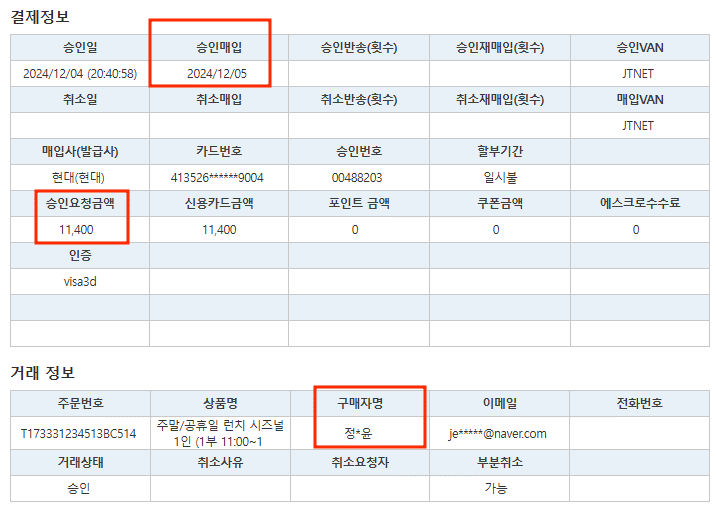 결제정보
승인일 승인매입 승인반송(횟수) 승인재매입(횟수) 승인VAN
2024/12/04 (20:40:58) 2024/12/05 JTNET
취소일 취소매입 취소반송(횟수) 취소재매입(횟수) 매입VAN
JTNET
매입사(발급사) 카드번호 승인번호 할부기간
현대(현대) 413526******9004 00488203 일시불
승인요청금액 신용카드금액 포인트 금액 쿠폰금액 에스크로수수료
11,400 11,400 0 0 0
인증
visa3d
거래 정보
주문번호 상품명 구매자명 이메일 전화번호
T173331234513BC514 주말/공휴일 런치 시즈널 정*윤 je*****@naver.com
1인 (1부 11:00~1
거래상태 취소사유 취소요청자 부분취소
승인 가능